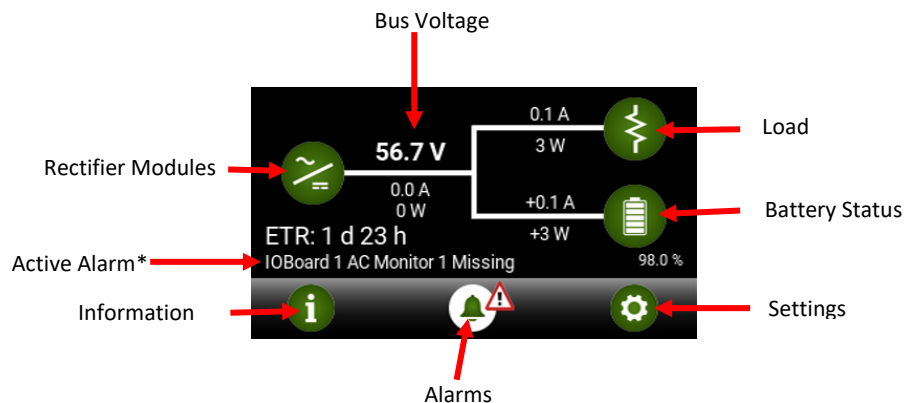 Bus Voltage
0.1 A
3 W
Load
56.7 V
Rectifier Modules
0.0 A
0 W
+0.1 A
+3 W
Battery Status
ETR: 1 d 23 h
Active Alarm*
IOBoard 1 AC Monitor 1 Missing
98.0 %
Information
i
Settings
Alarms